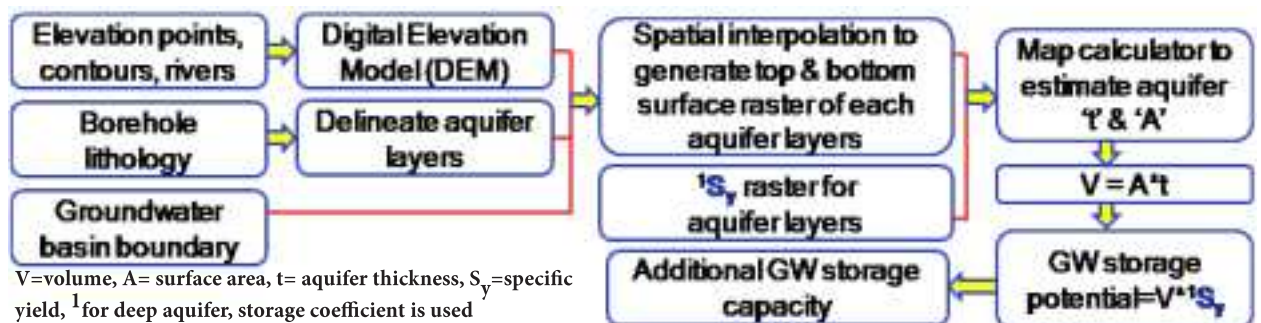 Elevation points,
contours, rivers
Digital Elevation
Model (DEM)
Borehole
lithology
Delineate aquifer
layers
Groundwater
basin boundary
Spatial interpolation to
generate top & bottom
surface raster of each
aquifer layers
¹Sy raster for
aquifer layers
Map calculator to
estimate aquifer
‘t’ & ‘A’
V = A*t
GW storage
potential=V*¹Sy
Additional GW storage
capacity
V=volume, A= surface area, t= aquifer thickness, Sy=specific
yield, ¹for deep aquifer, storage coefficient is used